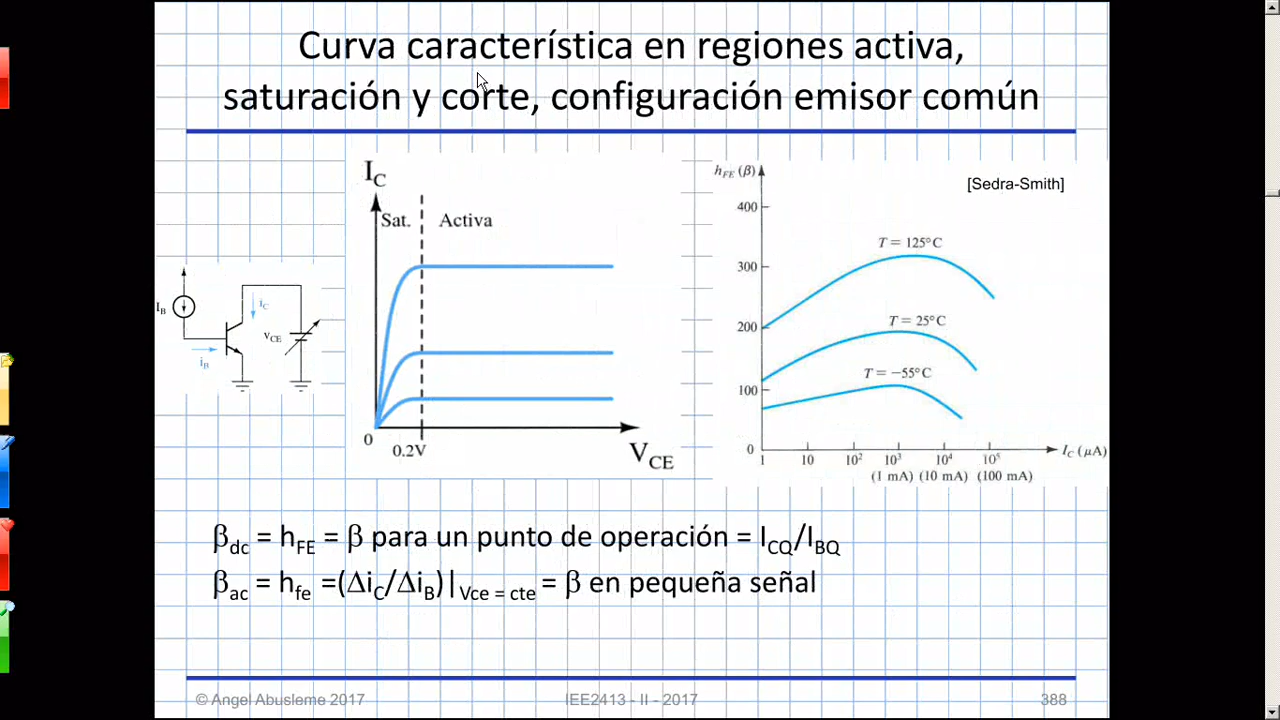 Curva característica en regiones activa,
saturación y corte, configuración emisor común
I_C
Sat.
Activa
0
0.2V
V_CE
I_B
i_C
v_CE
i_B
h_FE (β)
[Sedra-Smith]
400
300
200
100
0
T = 125°C
T = 25°C
T = −55°C
1 10 10² 10³ 10⁴ 10⁵
I_C (μA)
(1 mA) (10 mA) (100 mA)
β_dc = h_FE = β para un punto de operación = I_CQ/I_BQ
β_ac = h_fe =(Δi_C/Δi_B)|_Vce = cte = β en pequeña señal
© Angel Abusleme 2017
IEE2413 - II - 2017
388